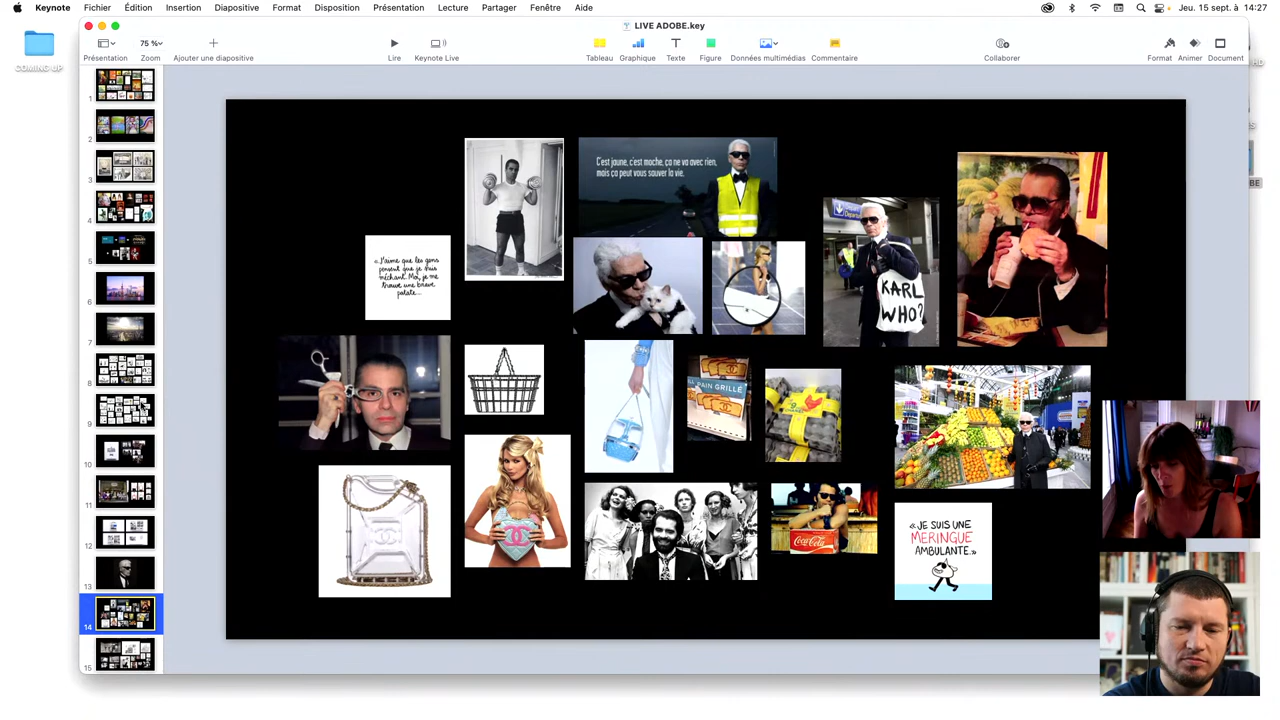 Keynote Fichier Édition Insertion Diapositive Format Disposition Présentation Lecture Partager Fenêtre Aide
Jeu. 15 sept. à 14:27
LIVE ADOBE.key
75 %
Présentation Zoom Ajouter une diapositive
Lire Keynote Live
Tableau Graphique Texte Figure Données multimédias Commentaire
Collaborer
Format Animer Document
COMING UP
1
2
3
4
5
6
7
8
9
10
11
12
13
14
15
C'est jaune, c'est moche, ça ne va avec rien,
mais ça peut vous sauver la vie.
« J'aime que les gens
pensent que je suis
méchant. Moi, je me
trouve une brave
patate...
KARL
WHO?
PAIN GRILLÉ
Coca-Cola
« JE SUIS UNE
MERINGUE
AMBULANTE.»